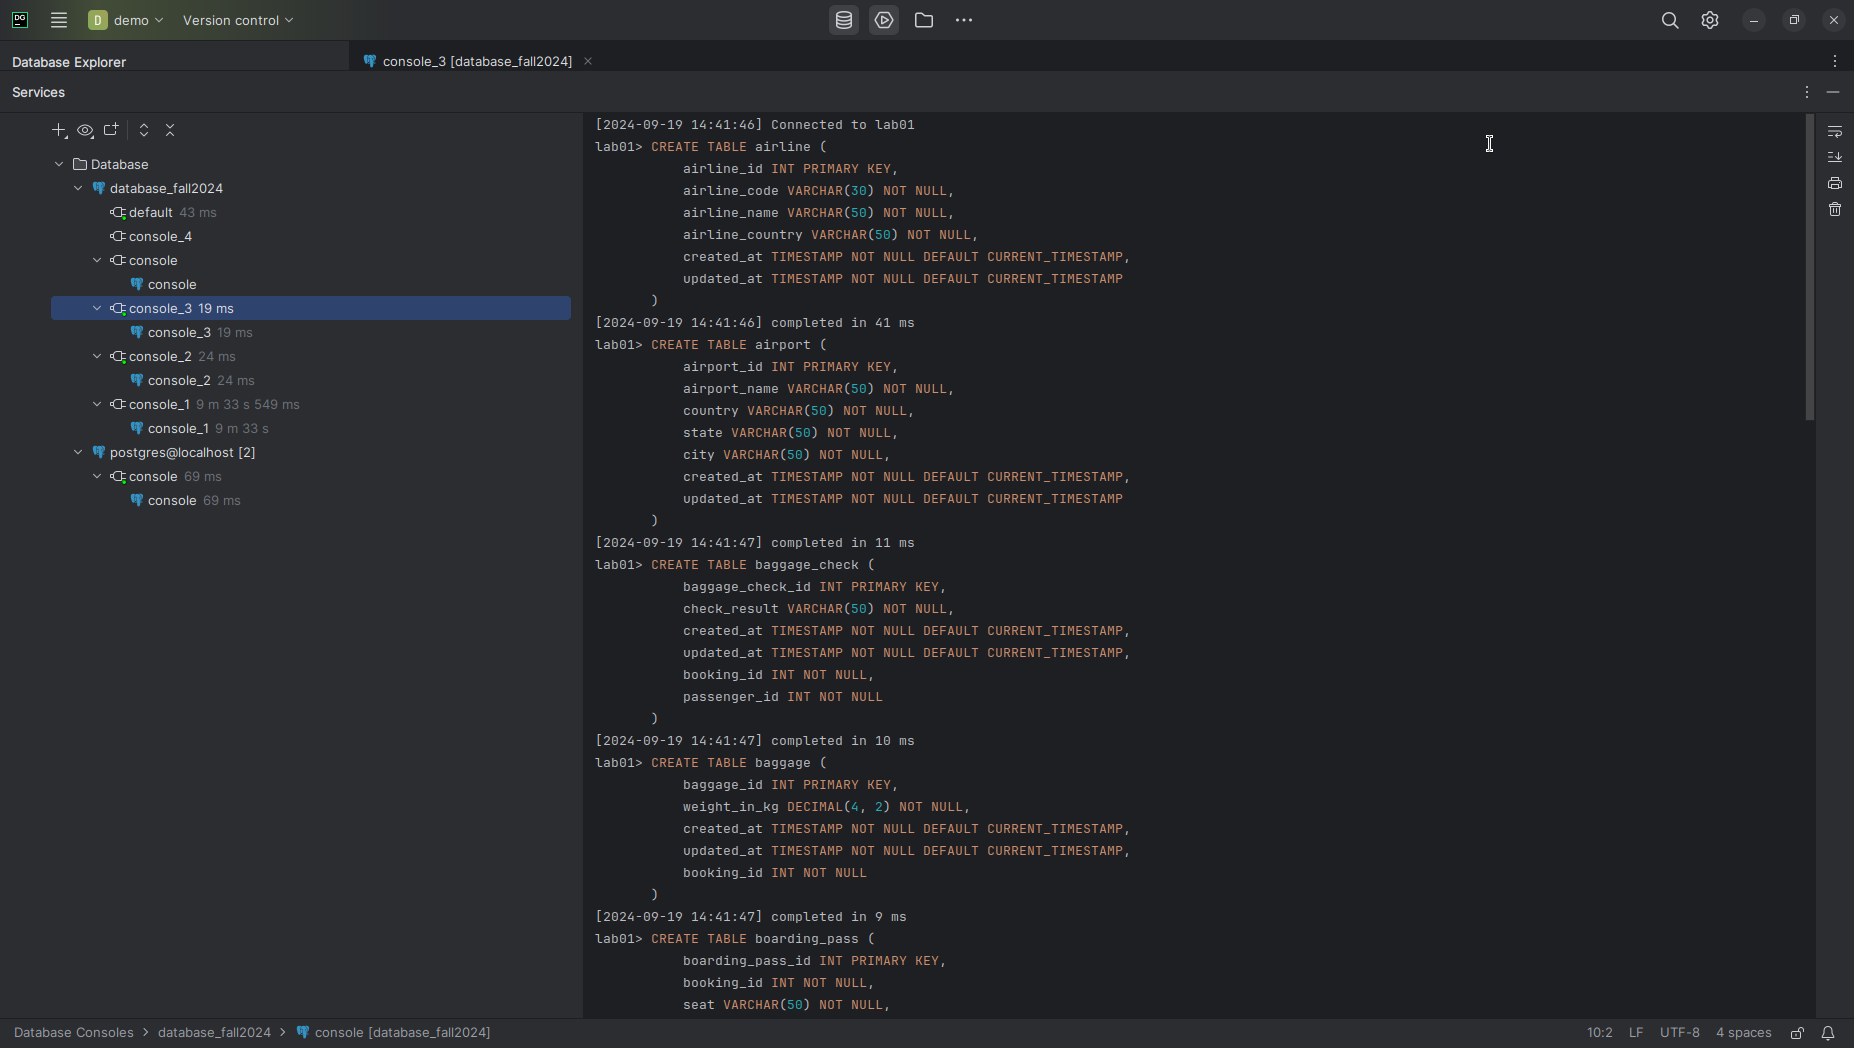 DG
D demo Version control
Database Explorer
console_3 [database_fall2024]
Services
Database
database_fall2024
default 43 ms
console_4
console
console
console_3 19 ms
console_3 19 ms
console_2 24 ms
console_2 24 ms
console_1 9 m 33 s 549 ms
console_1 9 m 33 s
postgres@localhost [2]
console 69 ms
console 69 ms
[2024-09-19 14:41:46] Connected to lab01
lab01> CREATE TABLE airline (
airline_id INT PRIMARY KEY,
airline_code VARCHAR(30) NOT NULL,
airline_name VARCHAR(50) NOT NULL,
airline_country VARCHAR(50) NOT NULL,
created_at TIMESTAMP NOT NULL DEFAULT CURRENT_TIMESTAMP,
updated_at TIMESTAMP NOT NULL DEFAULT CURRENT_TIMESTAMP
)
[2024-09-19 14:41:46] completed in 41 ms
lab01> CREATE TABLE airport (
airport_id INT PRIMARY KEY,
airport_name VARCHAR(50) NOT NULL,
country VARCHAR(50) NOT NULL,
state VARCHAR(50) NOT NULL,
city VARCHAR(50) NOT NULL,
created_at TIMESTAMP NOT NULL DEFAULT CURRENT_TIMESTAMP,
updated_at TIMESTAMP NOT NULL DEFAULT CURRENT_TIMESTAMP
)
[2024-09-19 14:41:47] completed in 11 ms
lab01> CREATE TABLE baggage_check (
baggage_check_id INT PRIMARY KEY,
check_result VARCHAR(50) NOT NULL,
created_at TIMESTAMP NOT NULL DEFAULT CURRENT_TIMESTAMP,
updated_at TIMESTAMP NOT NULL DEFAULT CURRENT_TIMESTAMP,
booking_id INT NOT NULL,
passenger_id INT NOT NULL
)
[2024-09-19 14:41:47] completed in 10 ms
lab01> CREATE TABLE baggage (
baggage_id INT PRIMARY KEY,
weight_in_kg DECIMAL(4, 2) NOT NULL,
created_at TIMESTAMP NOT NULL DEFAULT CURRENT_TIMESTAMP,
updated_at TIMESTAMP NOT NULL DEFAULT CURRENT_TIMESTAMP,
booking_id INT NOT NULL
)
[2024-09-19 14:41:47] completed in 9 ms
lab01> CREATE TABLE boarding_pass (
boarding_pass_id INT PRIMARY KEY,
booking_id INT NOT NULL,
seat VARCHAR(50) NOT NULL,
Database Consoles > database_fall2024 > console [database_fall2024]
10:2 LF UTF-8 4 spaces